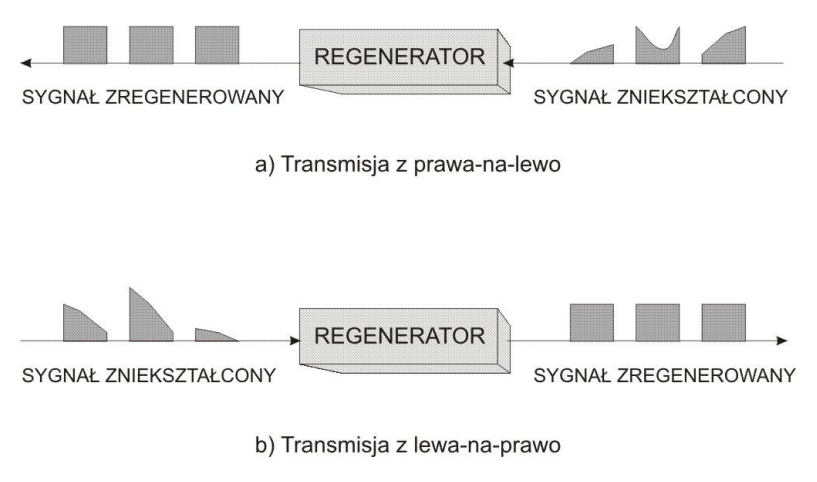 REGENERATOR
SYGNAŁ ZREGENEROWANY
SYGNAŁ ZNIEKSZTAŁCONY
a) Transmisja z prawa-na-lewo
REGENERATOR
SYGNAŁ ZNIEKSZTAŁCONY
SYGNAŁ ZREGENEROWANY
b) Transmisja z lewa-na-prawo